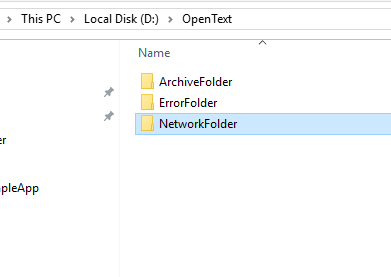 This PC > Local Disk (D:) > OpenText
Name
ArchiveFolder
ErrorFolder
NetworkFolder
er
pleApp